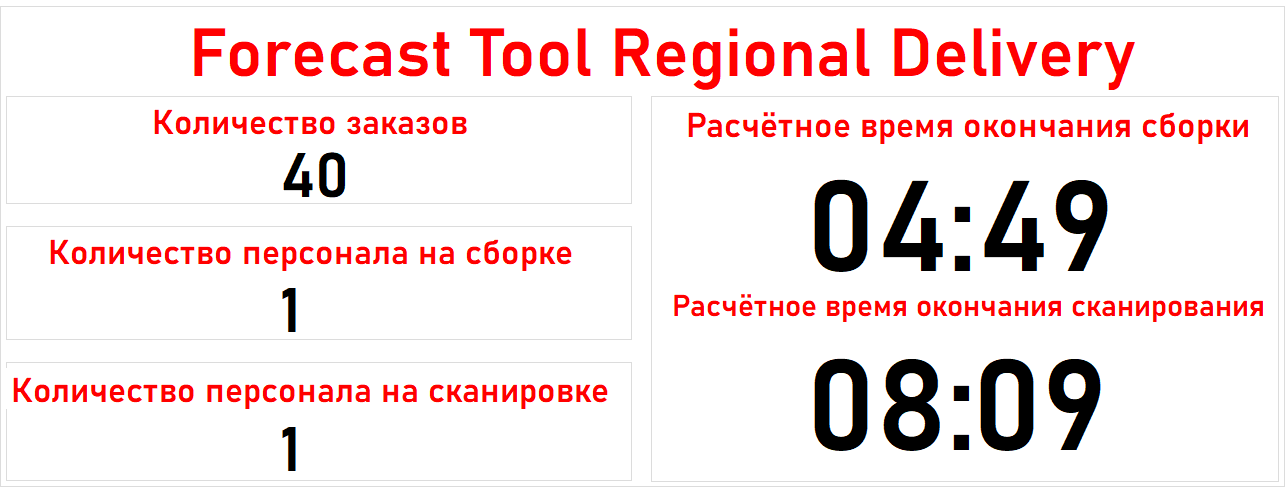 Forecast Tool Regional Delivery
Количество заказов
40
Количество персонала на сборке
1
Количество персонала на сканировке
1
Расчётное время окончания сборки
04:49
Расчётное время окончания сканирования
08:09